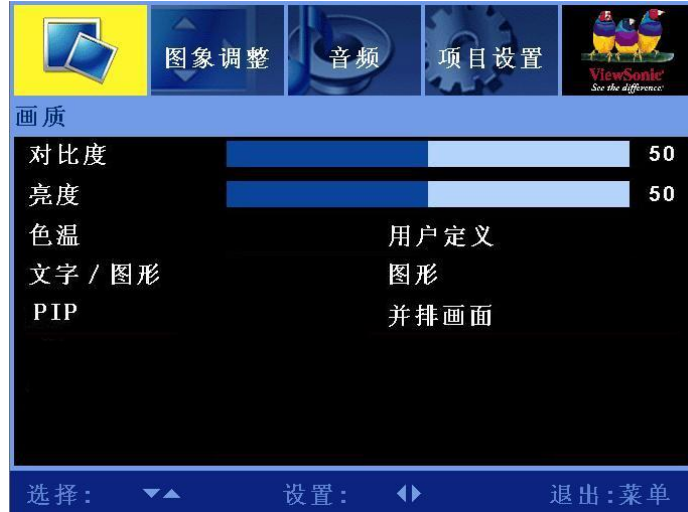 图象调整 音频 项目设置
ViewSonic®
See the difference.™
画质
对比度 50
亮度 50
色温 用户定义
文字 / 图形 图形
PIP 并排画面
选择: ▼▲ 设置: ◀▶ 退出:菜单